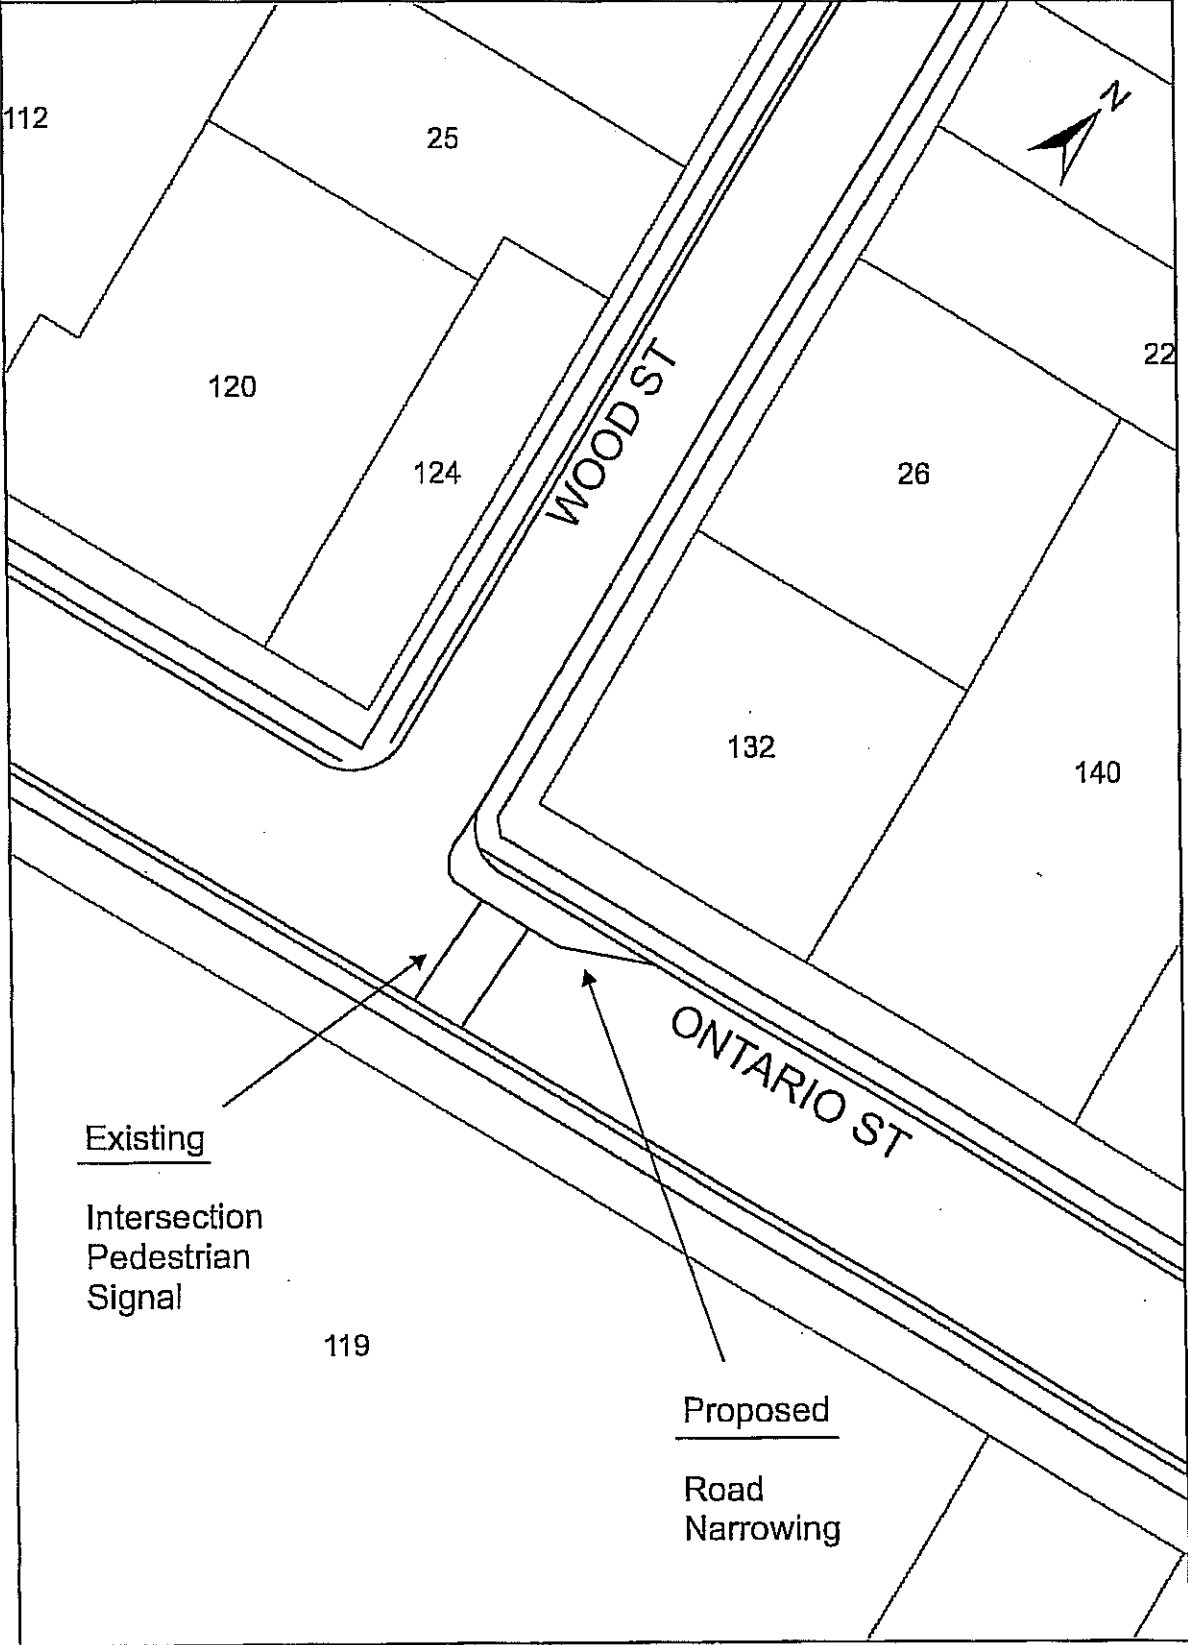 N
112
25
22
120
WOOD ST
124
26
132
140
ONTARIO ST
Existing
Intersection
Pedestrian
Signal
119
Proposed
Road
Narrowing